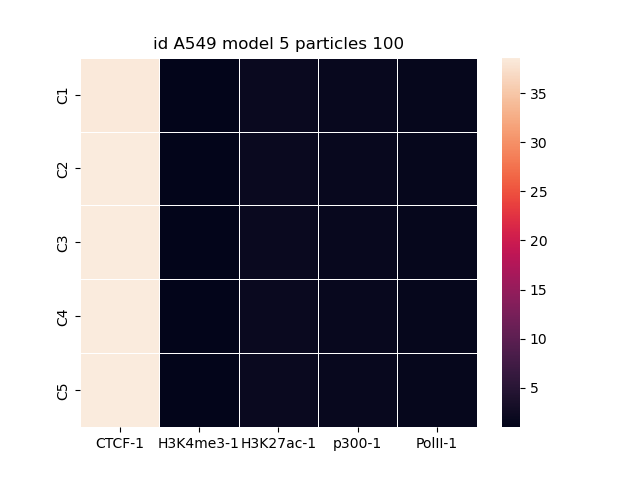 id A549 model 5 particles 100
C1
C2
C3
C4
C5
CTCF-1 H3K4me3-1 H3K27ac-1 p300-1 PolII-1
35
30
25
20
15
10
5